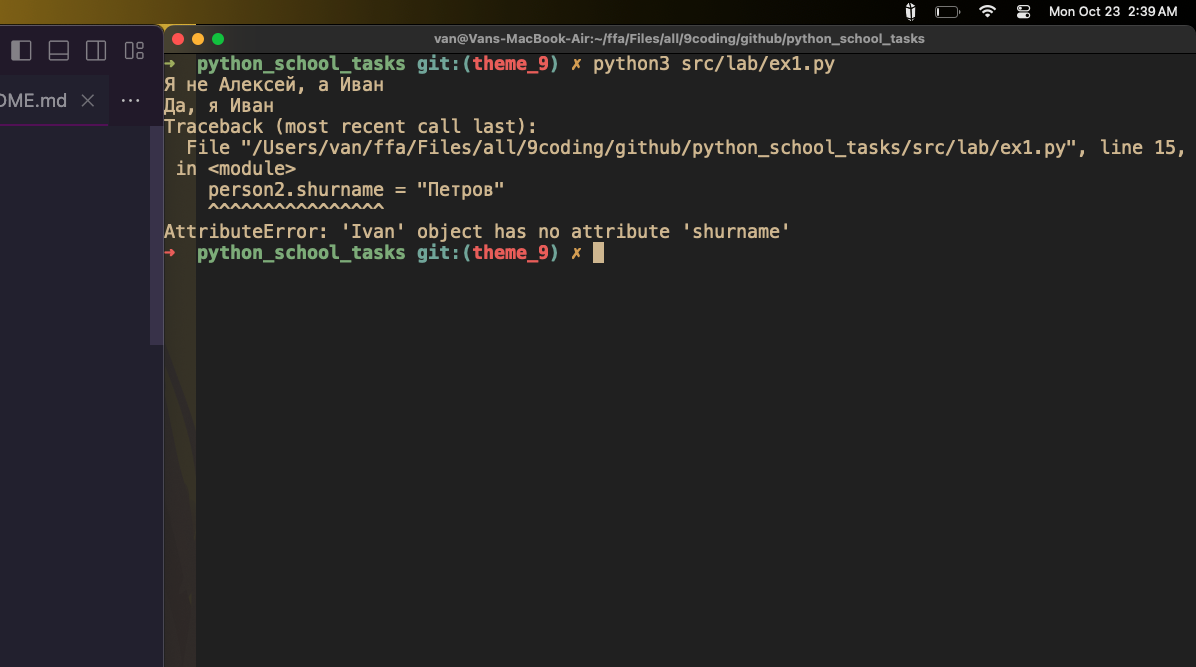 Mon Oct 23 2:39 AM
van@Vans-MacBook-Air:~/ffa/Files/all/9coding/github/python_school_tasks
OME.md
➜ python_school_tasks git:(theme_9) ✗ python3 src/lab/ex1.py
Я не Алексей, а Иван
Да, я Иван
Traceback (most recent call last):
File "/Users/van/ffa/Files/all/9coding/github/python_school_tasks/src/lab/ex1.py", line 15,
in <module>
person2.shurname = "Петров"
^^^^^^^^^^^^^^^^
AttributeError: 'Ivan' object has no attribute 'shurname'
➜ python_school_tasks git:(theme_9) ✗